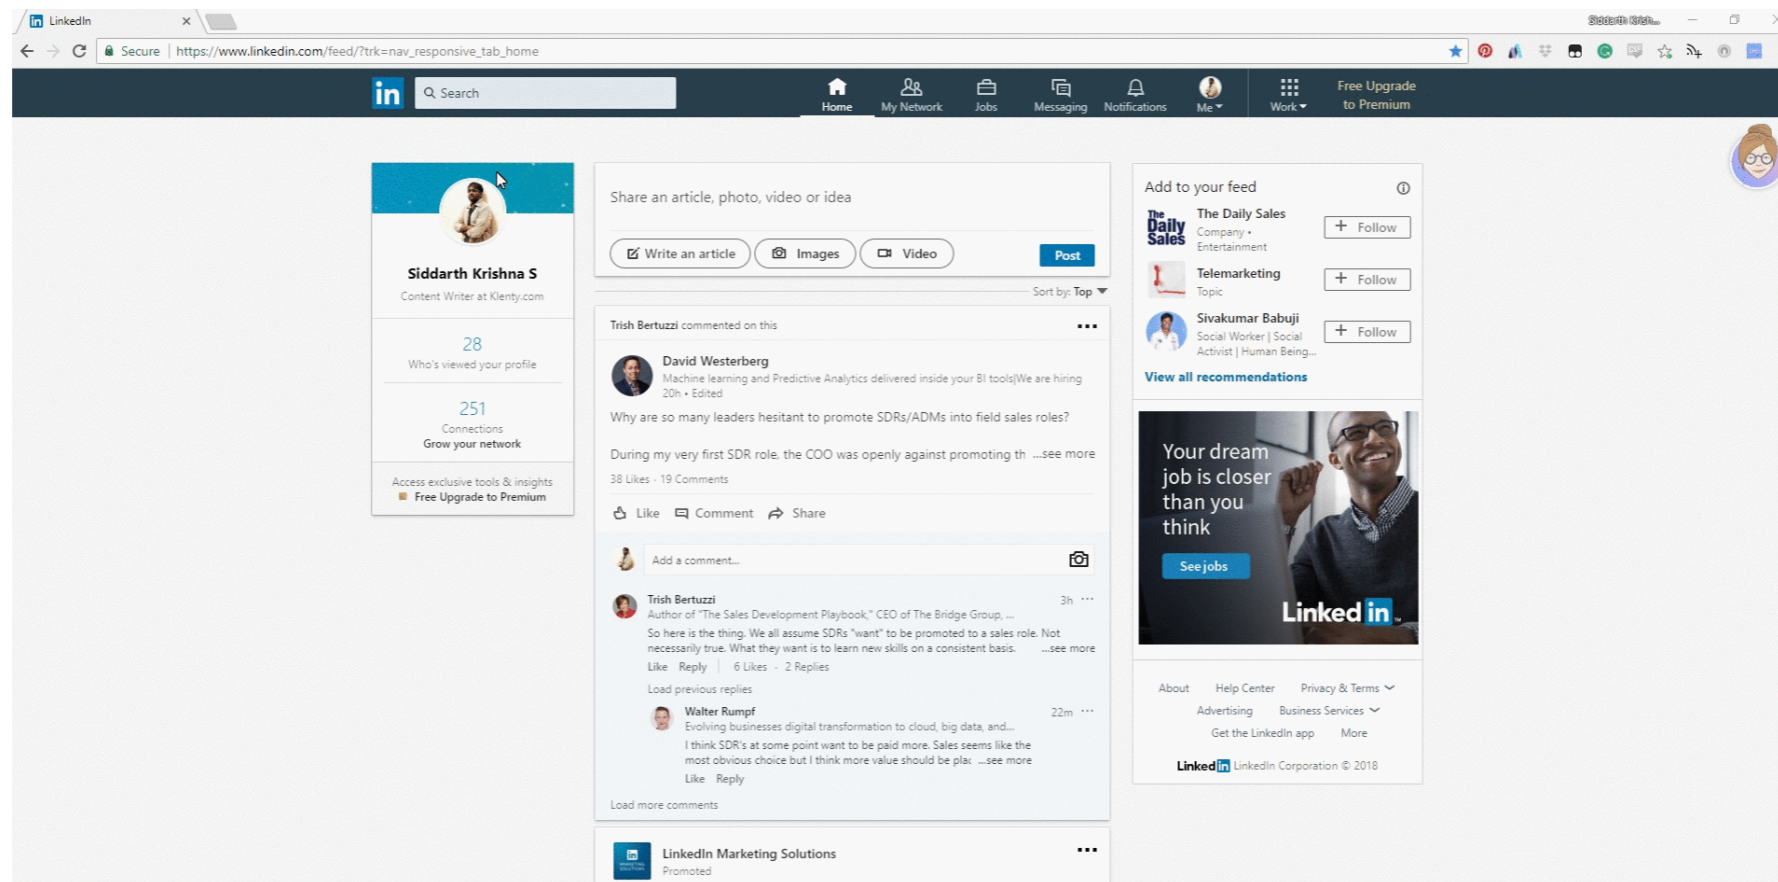 LinkedIn
Siddarth Krish...
Secure https://www.linkedin.com/feed/?trk=nav_responsive_tab_home
in
Search
Home
My Network
Jobs
Messaging
Notifications
Me
Work
Free Upgrade
to Premium
Siddarth Krishna S
Content Writer at Klenty.com
28
Who's viewed your profile
251
Connections
Grow your network
Access exclusive tools & insights
Free Upgrade to Premium
Share an article, photo, video or idea
Write an article
Images
Video
Post
Sort by: Top
Trish Bertuzzi commented on this
David Westerberg
Machine learning and Predictive Analytics delivered inside your BI tools|We are hiring
20h • Edited
Why are so many leaders hesitant to promote SDRs/ADMs into field sales roles?
During my very first SDR role, the COO was openly against promoting th ...see more
38 Likes · 19 Comments
Like Comment Share
Add a comment...
Trish Bertuzzi 3h
Author of "The Sales Development Playbook," CEO of The Bridge Group, ...
So here is the thing. We all assume SDRs "want" to be promoted to a sales role. Not
necessarily true. What they want is to learn new skills on a consistent basis. ...see more
Like Reply 6 Likes · 2 Replies
Load previous replies
Walter Rumpf 22m
Evolving businesses digital transformation to cloud, big data, and...
I think SDR's at some point want to be paid more. Sales seems like the
most obvious choice but I think more value should be plac ...see more
Like Reply
Load more comments
LinkedIn Marketing Solutions
Promoted
Add to your feed
The Daily Sales
The Daily Sales
Company •
Entertainment
+ Follow
Telemarketing
Topic
+ Follow
Sivakumar Babuji
Social Worker | Social
Activist | Human Being...
+ Follow
View all recommendations
Your dream
job is closer
than you
think
See jobs
Linked in
About Help Center Privacy & Terms
Advertising Business Services
Get the LinkedIn app More
Linked in LinkedIn Corporation © 2018